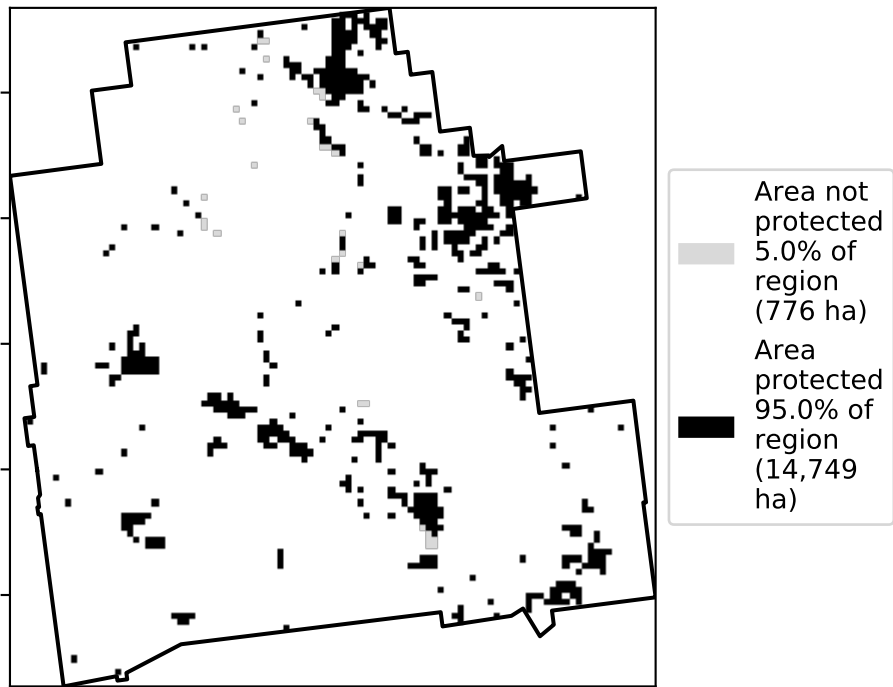 Area not
protected
5.0% of
region
(776 ha)
Area
protected
95.0% of
region
(14,749
ha)